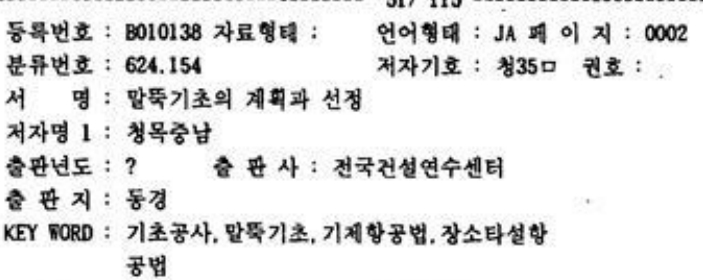 등록번호 : B010138 자료형태 : 언어형태 : JA 페 이 지 : 0002
분류번호 : 624.154 저자기호 : 청35ㅁ 권호 :
서 명 : 말뚝기초의 계획과 선정
저자명 1 : 청목중남
출판년도 : ? 출 판 사 : 전국건설연수센터
출 판 지 : 동경
KEY WORD : 기초공사, 말뚝기초, 기제항공법, 장소타설항
공법